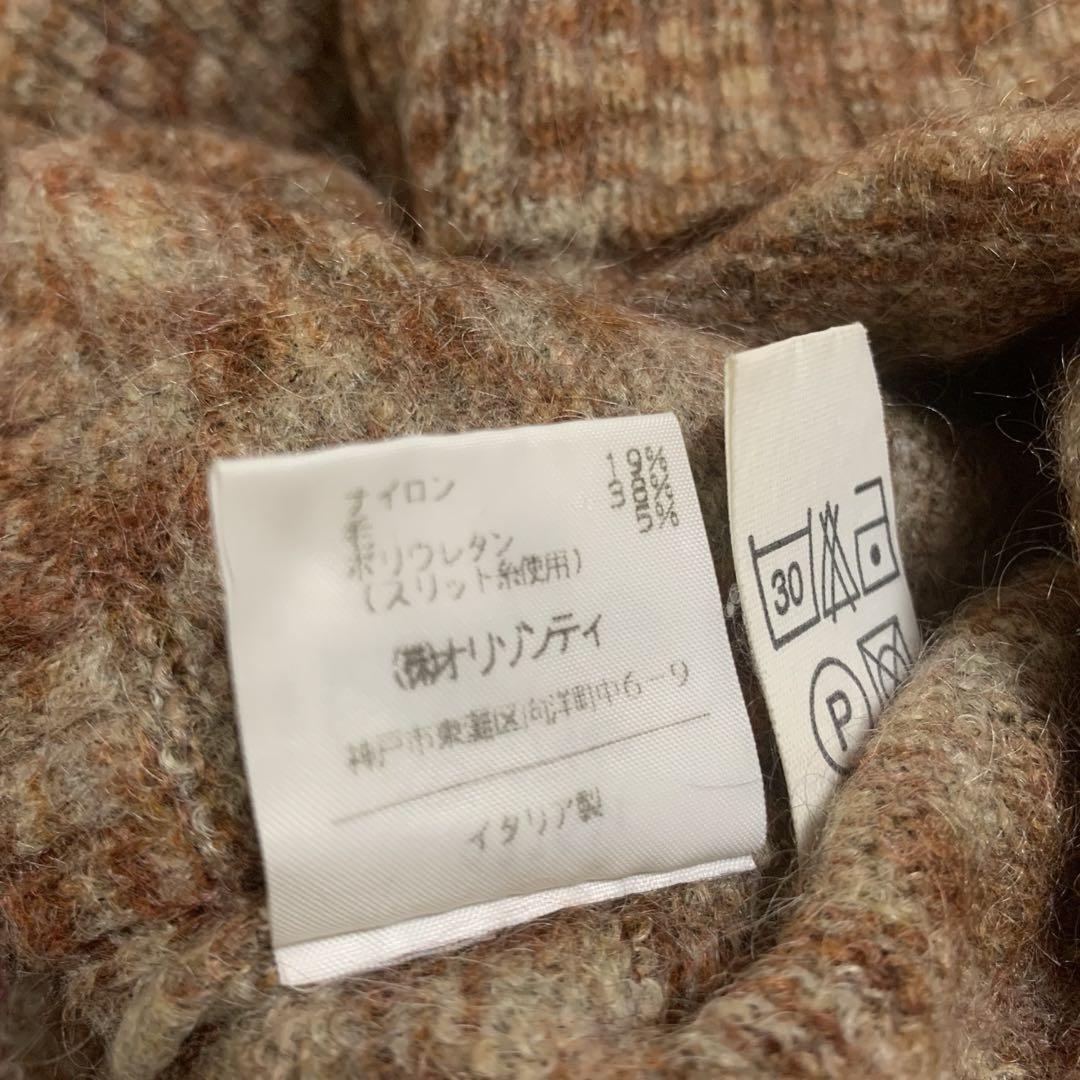 ナイロン 19%
毛
ポリウレタン 5%
(スリット糸使用)
㈱オリゾンティ
神戸市東灘区向洋町中6-9
イタリア製
30
P